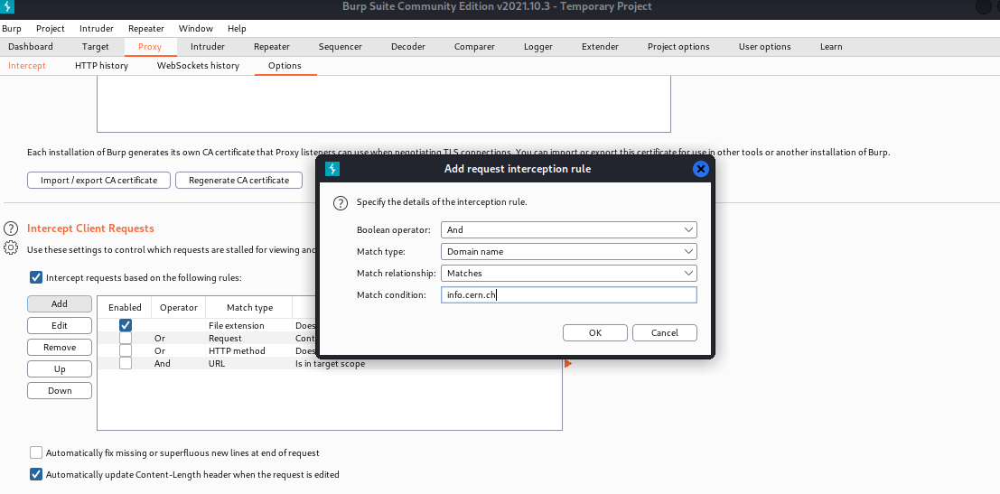 Burp Suite Community Edition v2021.10.3 - Temporary Project
Burp Project Intruder Repeater Window Help
Dashboard Target Proxy Intruder Repeater Sequencer Decoder Comparer Logger Extender Project options User options Learn
Intercept HTTP history WebSockets history Options
Each installation of Burp generates its own CA certificate that Proxy listeners can use when negotiating TLS connections. You can import or export this certificate for use in other tools or another installation of Burp.
Import / export CA certificate Regenerate CA certificate
Add request interception rule
Specify the details of the interception rule.
Boolean operator: And
Match type: Domain name
Match relationship: Matches
Match condition: info.cern.ch
OK Cancel
Intercept Client Requests
Use these settings to control which requests are stalled for viewing and
Intercept requests based on the following rules:
Add
Edit
Remove
Up
Down
Enabled Operator Match type
File extension Does
Or Request Cont
Or HTTP method Does
And URL Is in target scope
Automatically fix missing or superfluous new lines at end of request
Automatically update Content-Length header when the request is edited